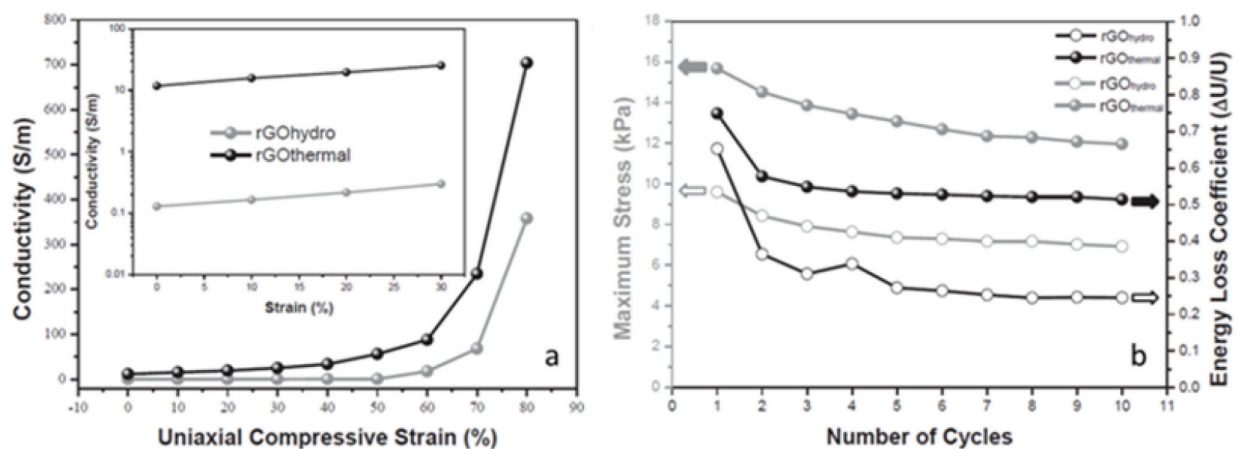 800
700
600
500
400
300
200
100
0
Conductivity (S/m)
-10 0 10 20 30 40 50 60 70 80 90
Uniaxial Compressive Strain (%)
100
10
1
0.1
0.01
Conductivity (S/m)
rGOhydro
rGOthermal
0 5 10 15 20 25 30
Strain (%)
a
18
16
14
12
10
8
6
4
2
0
Maximum Stress (kPa)
rGOhydro
rGOthermal
rGOhydro
rGOthermal
1.0
0.9
0.8
0.7
0.6
0.5
0.4
0.3
0.2
0.1
0.0
Energy Loss Coefficient (ΔU/U)
b
0 1 2 3 4 5 6 7 8 9 10 11
Number of Cycles